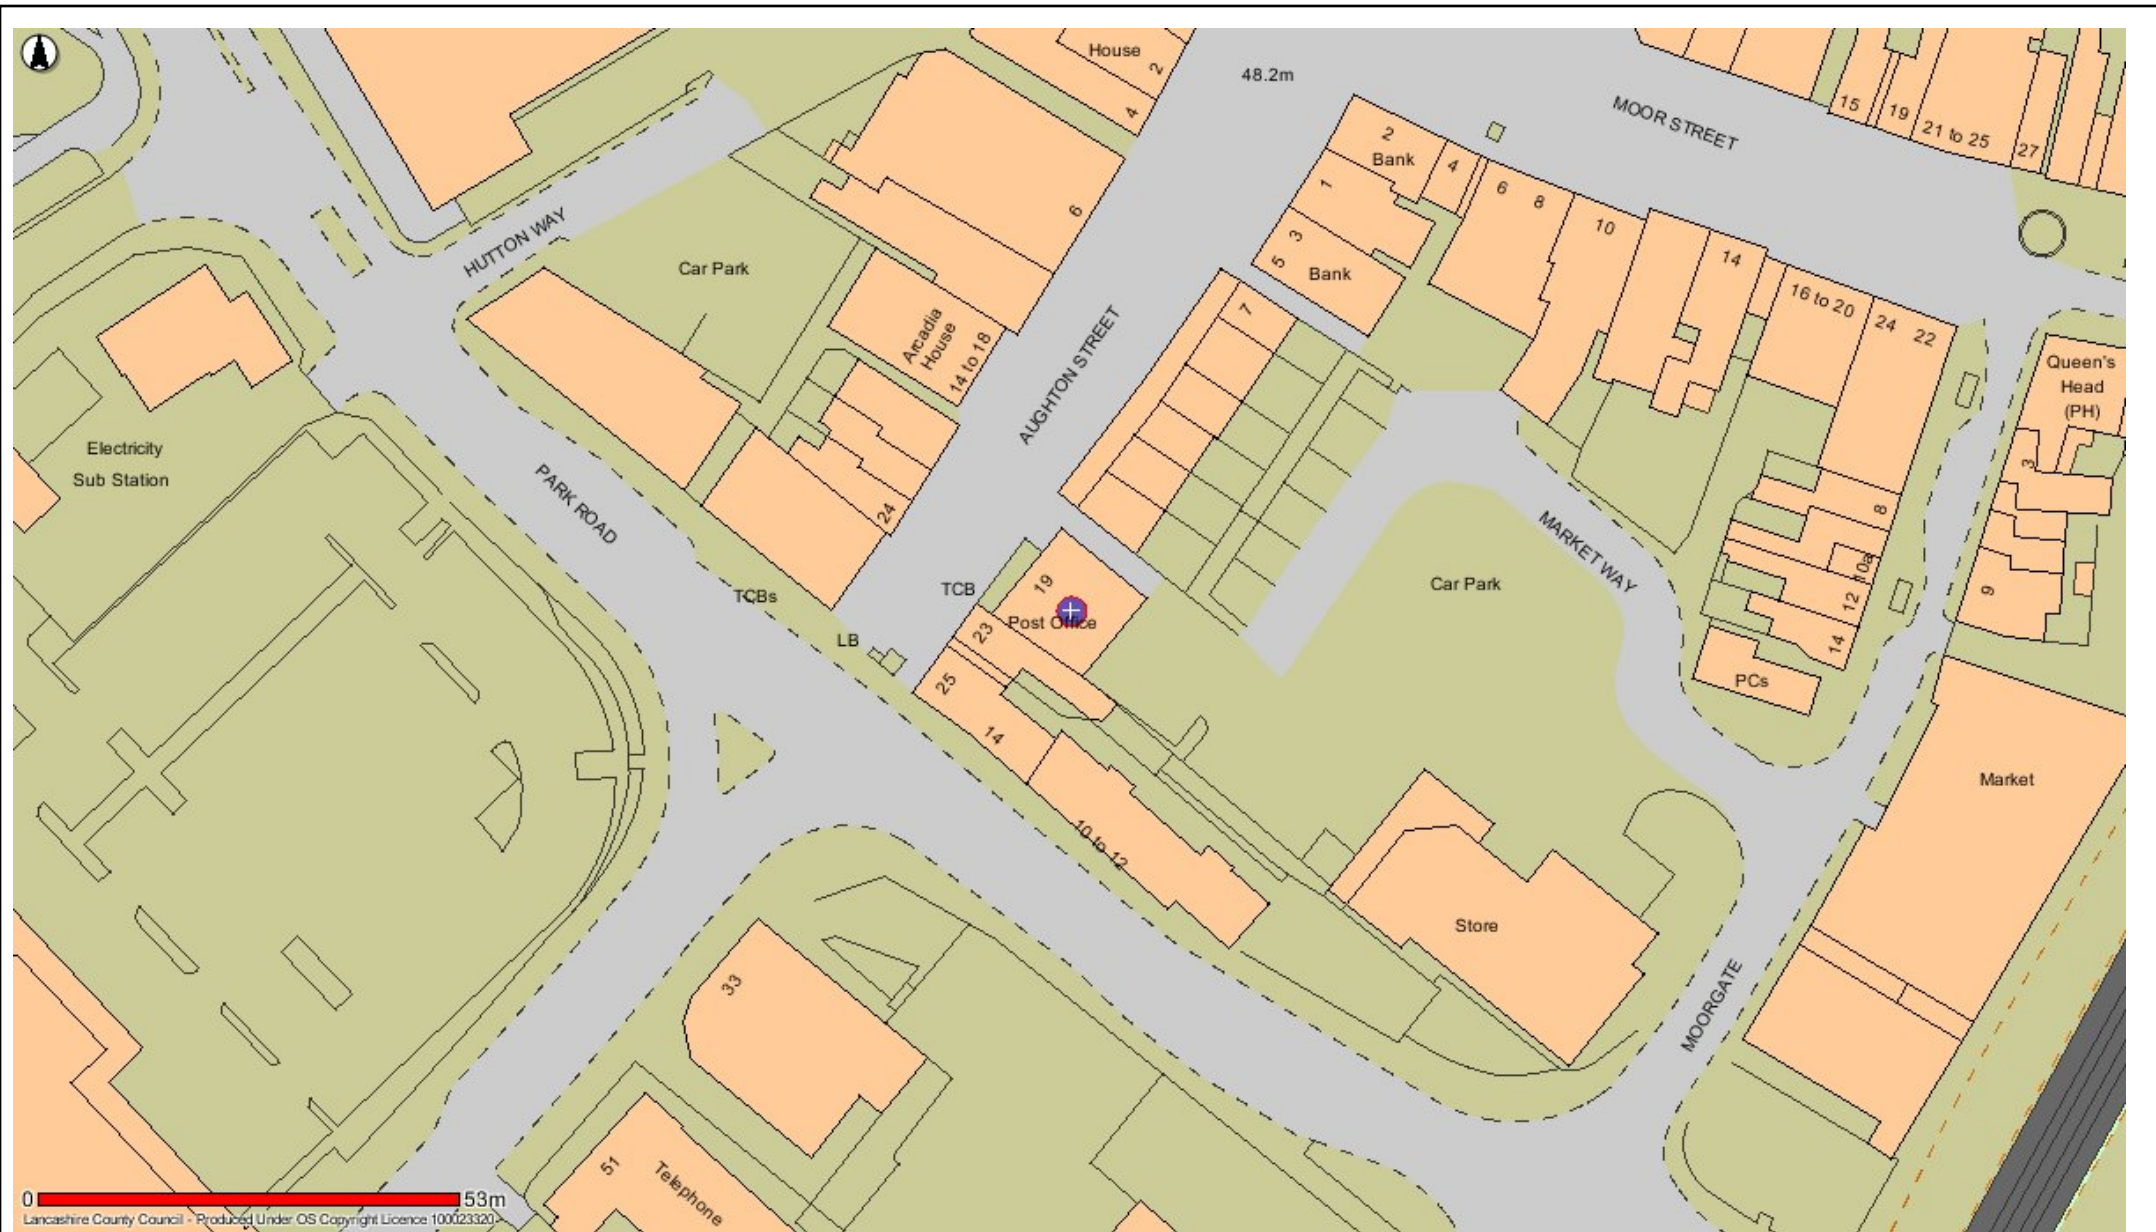 House
2
4
48.2m
MOOR STREET
15
19
21 to 25
27
2
Bank
4
6
8
10
14
16 to 20
24
22
1
3
5
Bank
6
7
HUTTON WAY
Car Park
Arcadia
House
14 to 18
AUGHTON STREET
Queen's
Head
(PH)
3
9
Electricity
Sub Station
PARK ROAD
24
8
10a
12
14
MARKET WAY
Car Park
TCBs
TCB
19
Post Office
23
LB
25
14
PCs
Market
10 to 12
Store
MOORGATE
33
51
Telephone
0
53m
Lancashire County Council - Produced Under OS Copyright Licence 100023320